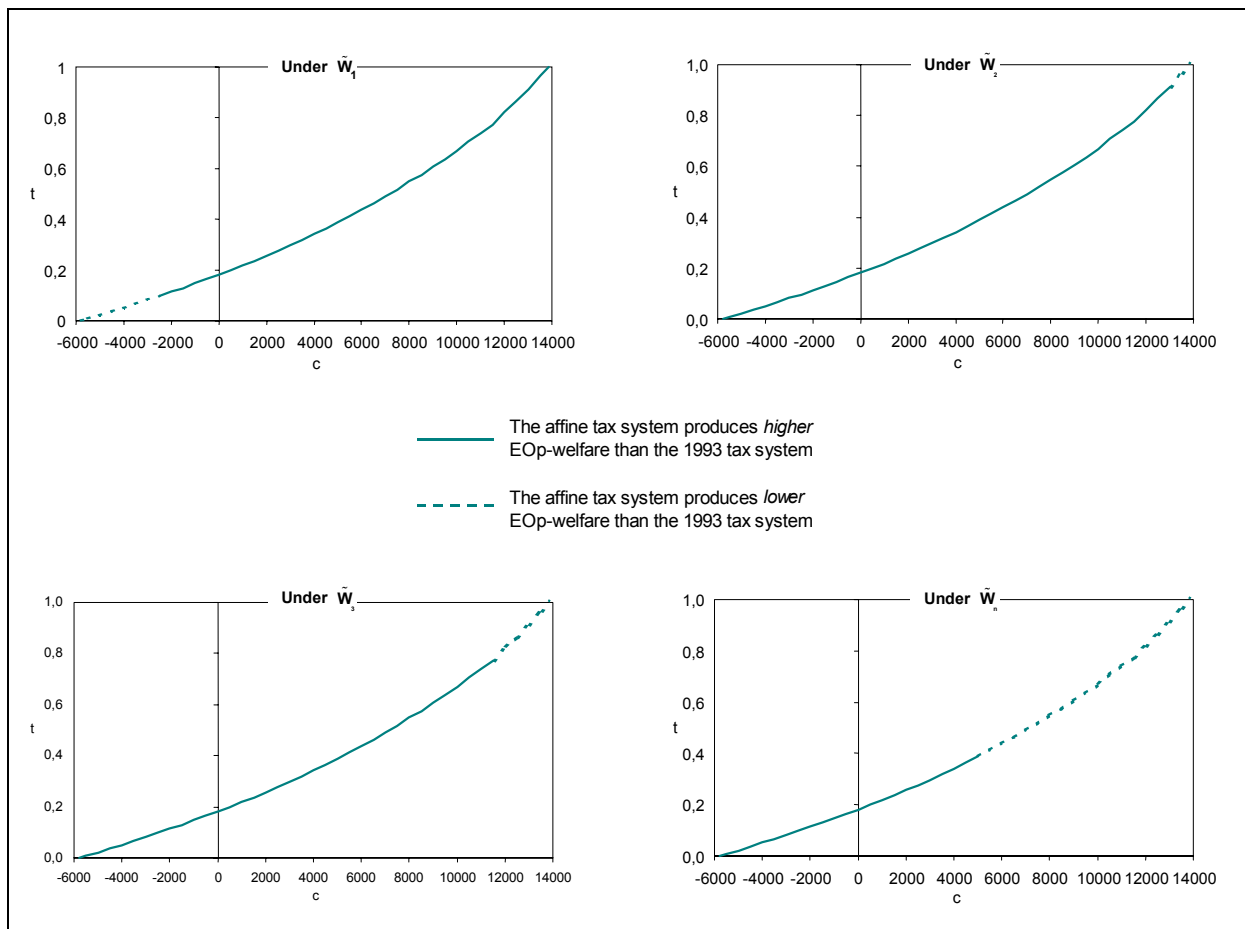 Under W̃₁
1
0,8
0,6
t
0,4
0,2
0
-6000 -4000 -2000 0 2000 4000 6000 8000 10000 12000 14000
c
Under W̃₂
1,0
0,8
0,6
t
0,4
0,2
0,0
-6000 -4000 -2000 0 2000 4000 6000 8000 10000 12000 14000
c
The affine tax system produces higher
EOp-welfare than the 1993 tax system
The affine tax system produces lower
EOp-welfare than the 1993 tax system
Under W̃₃
1,0
0,8
0,6
t
0,4
0,2
0,0
-6000 -4000 -2000 0 2000 4000 6000 8000 10000 12000 14000
c
Under W̃ₙ
1,0
0,8
0,6
t
0,4
0,2
0,0
-6000 -4000 -2000 0 2000 4000 6000 8000 10000 12000 14000
c